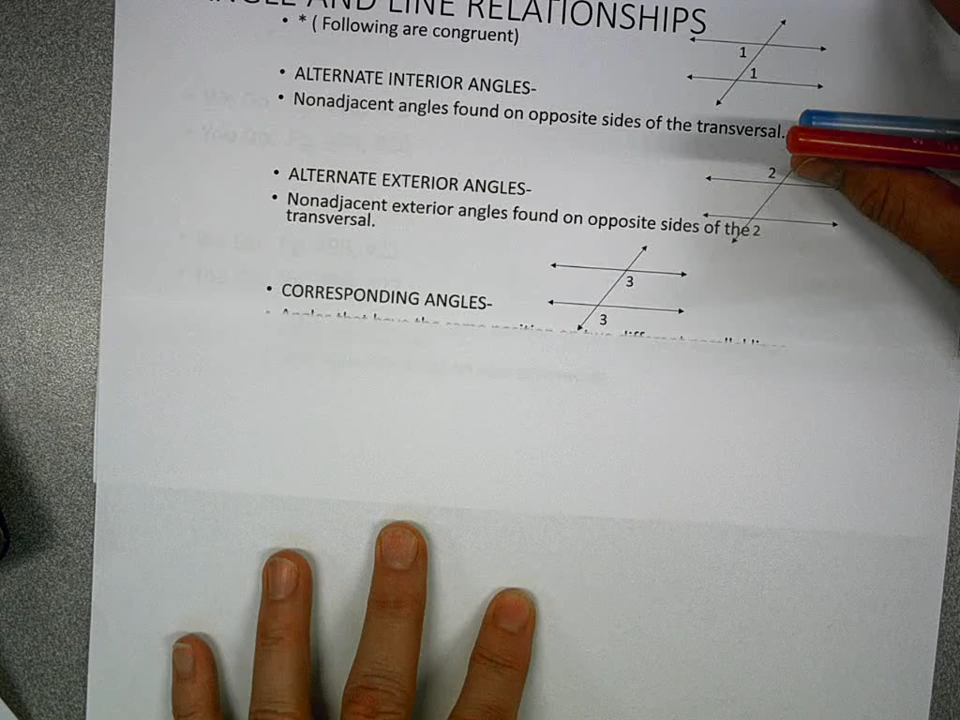 ANGLE AND LINE RELATIONSHIPS
• * ( Following are congruent)
1
1
• ALTERNATE INTERIOR ANGLES-
• Nonadjacent angles found on opposite sides of the transversal.
2
• ALTERNATE EXTERIOR ANGLES-
• Nonadjacent exterior angles found on opposite sides of the
transversal.
2
3
• CORRESPONDING ANGLES-
3